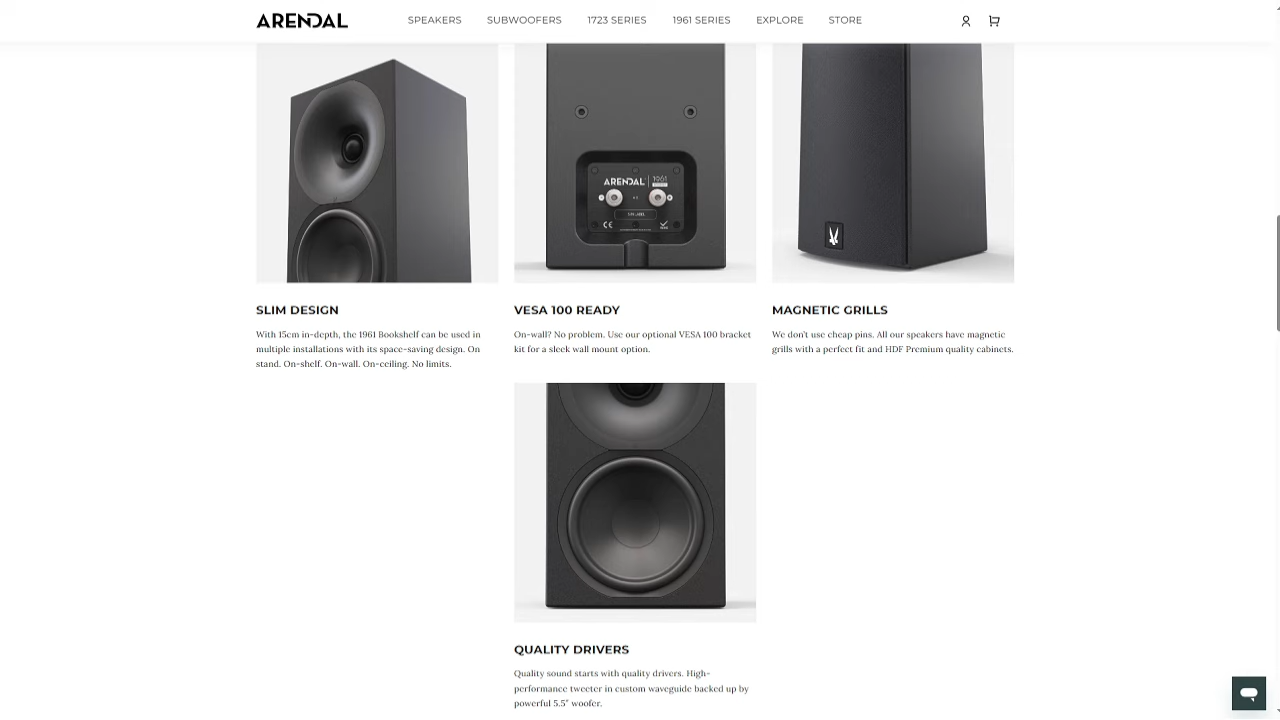 ARENDAL
SPEAKERS
SUBWOOFERS
1723 SERIES
1961 SERIES
EXPLORE
STORE
ARENDAL
1961
CE
SLIM DESIGN
With 15cm in-depth, the 1961 Bookshelf can be used in
multiple installations with its space-saving design. On
stand. On-shelf. On-wall. On-ceiling. No limits.
VESA 100 READY
On-wall? No problem. Use our optional VESA 100 bracket
kit for a sleek wall mount option.
MAGNETIC GRILLS
We don't use cheap pins. All our speakers have magnetic
grills with a perfect fit and HDF Premium quality cabinets.
QUALITY DRIVERS
Quality sound starts with quality drivers. High-
performance tweeter in custom waveguide backed up by
powerful 5.5" woofer.